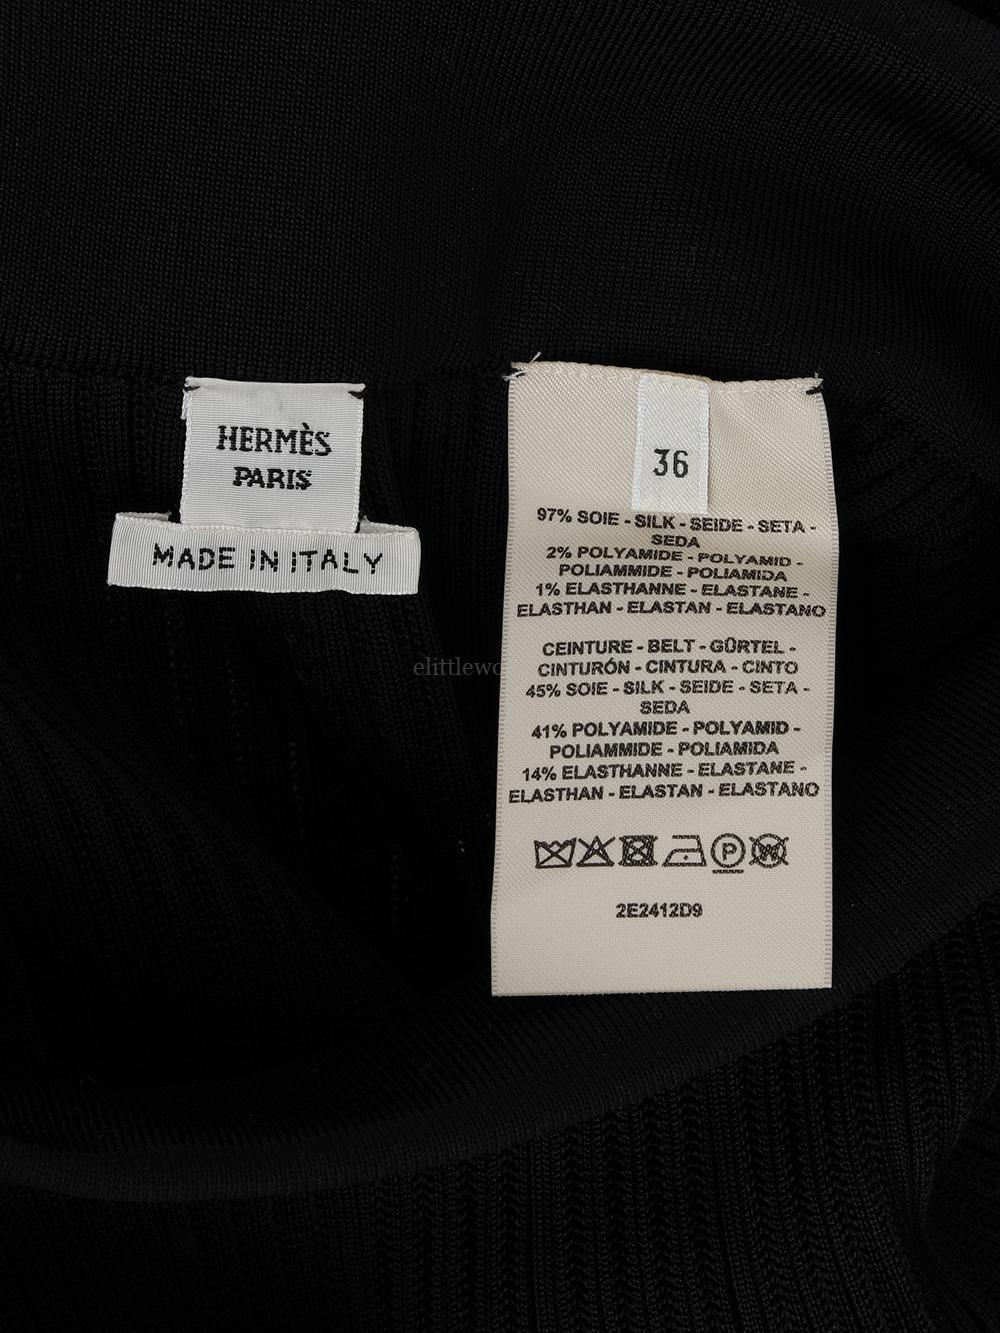 HERMÈS
PARIS
MADE IN ITALY
36
97% SOIE - SILK - SEIDE - SETA -
SEDA
2% POLYAMIDE - POLYAMID -
POLIAMMIDE - POLIAMIDA
1% ELASTHANNE - ELASTANE -
ELASTHAN - ELASTAN - ELASTANO
CEINTURE - BELT - GÜRTEL -
CINTURÓN - CINTURA - CINTO
45% SOIE - SILK - SEIDE - SETA -
SEDA
41% POLYAMIDE - POLYAMID -
POLIAMMIDE - POLIAMIDA
14% ELASTHANNE - ELASTANE -
ELASTHAN - ELASTAN - ELASTANO
P
W
2E2412D9